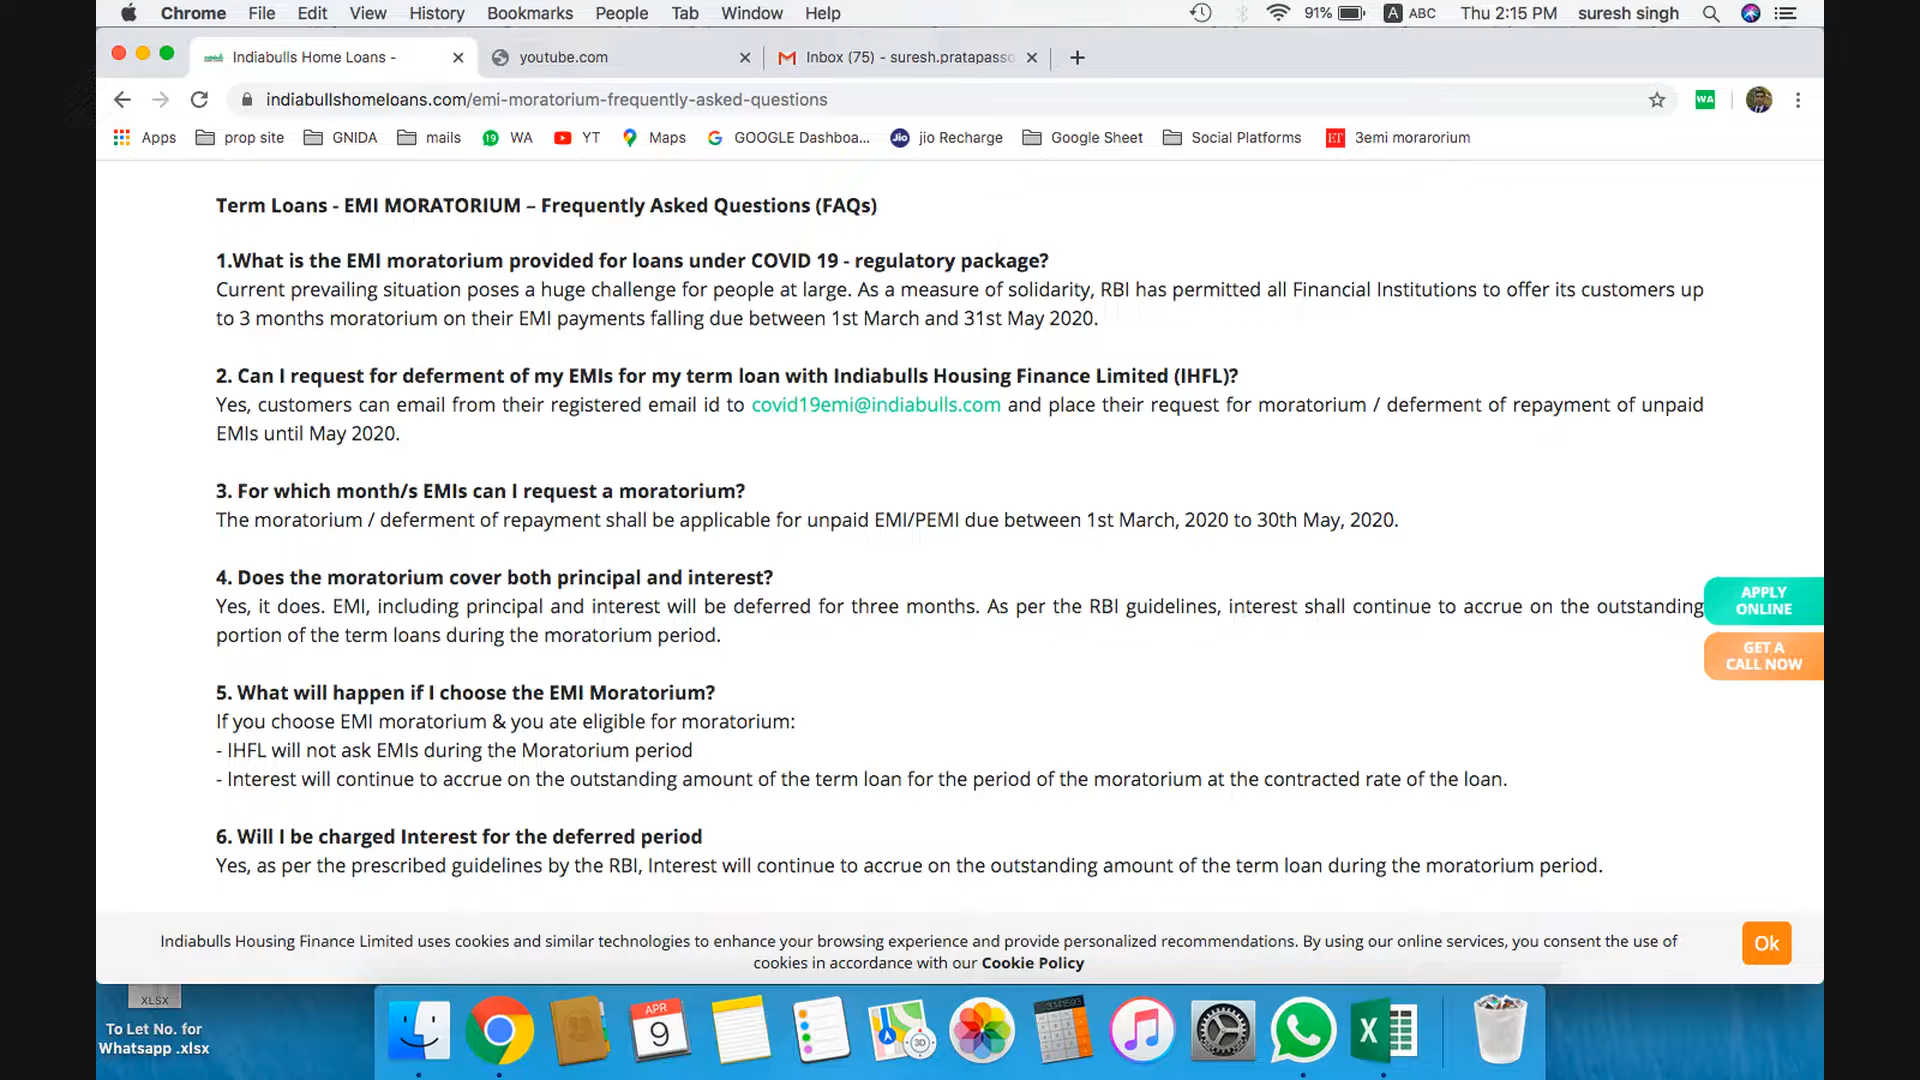 Chrome File Edit View History Bookmarks People Tab Window Help 91% A ABC Thu 2:15 PM suresh singh
Indiabulls Home Loans - youtube.com Inbox (75) - suresh.pratapasso
indiabullshomeloans.com/emi-moratorium-frequently-asked-questions WA
Apps prop site GNIDA mails 19 WA YT Maps GOOGLE Dashboa... Jio jio Recharge Google Sheet Social Platforms ET 3emi morarorium
Term Loans - EMI MORATORIUM – Frequently Asked Questions (FAQs)
1.What is the EMI moratorium provided for loans under COVID 19 - regulatory package?
Current prevailing situation poses a huge challenge for people at large. As a measure of solidarity, RBI has permitted all Financial Institutions to offer its customers up
to 3 months moratorium on their EMI payments falling due between 1st March and 31st May 2020.
2. Can I request for deferment of my EMIs for my term loan with Indiabulls Housing Finance Limited (IHFL)?
Yes, customers can email from their registered email id to covid19emi@indiabulls.com and place their request for moratorium / deferment of repayment of unpaid
EMIs until May 2020.
3. For which month/s EMIs can I request a moratorium?
The moratorium / deferment of repayment shall be applicable for unpaid EMI/PEMI due between 1st March, 2020 to 30th May, 2020.
4. Does the moratorium cover both principal and interest?
Yes, it does. EMI, including principal and interest will be deferred for three months. As per the RBI guidelines, interest shall continue to accrue on the outstanding
portion of the term loans during the moratorium period.
APPLY
ONLINE
GET A
CALL NOW
5. What will happen if I choose the EMI Moratorium?
If you choose EMI moratorium & you ate eligible for moratorium:
- IHFL will not ask EMIs during the Moratorium period
- Interest will continue to accrue on the outstanding amount of the term loan for the period of the moratorium at the contracted rate of the loan.
6. Will I be charged Interest for the deferred period
Yes, as per the prescribed guidelines by the RBI, Interest will continue to accrue on the outstanding amount of the term loan during the moratorium period.
Indiabulls Housing Finance Limited uses cookies and similar technologies to enhance your browsing experience and provide personalized recommendations. By using our online services, you consent the use of
cookies in accordance with our Cookie Policy
Ok
XLSX
To Let No. for
Whatsapp .xlsx
APR
9
3D
X